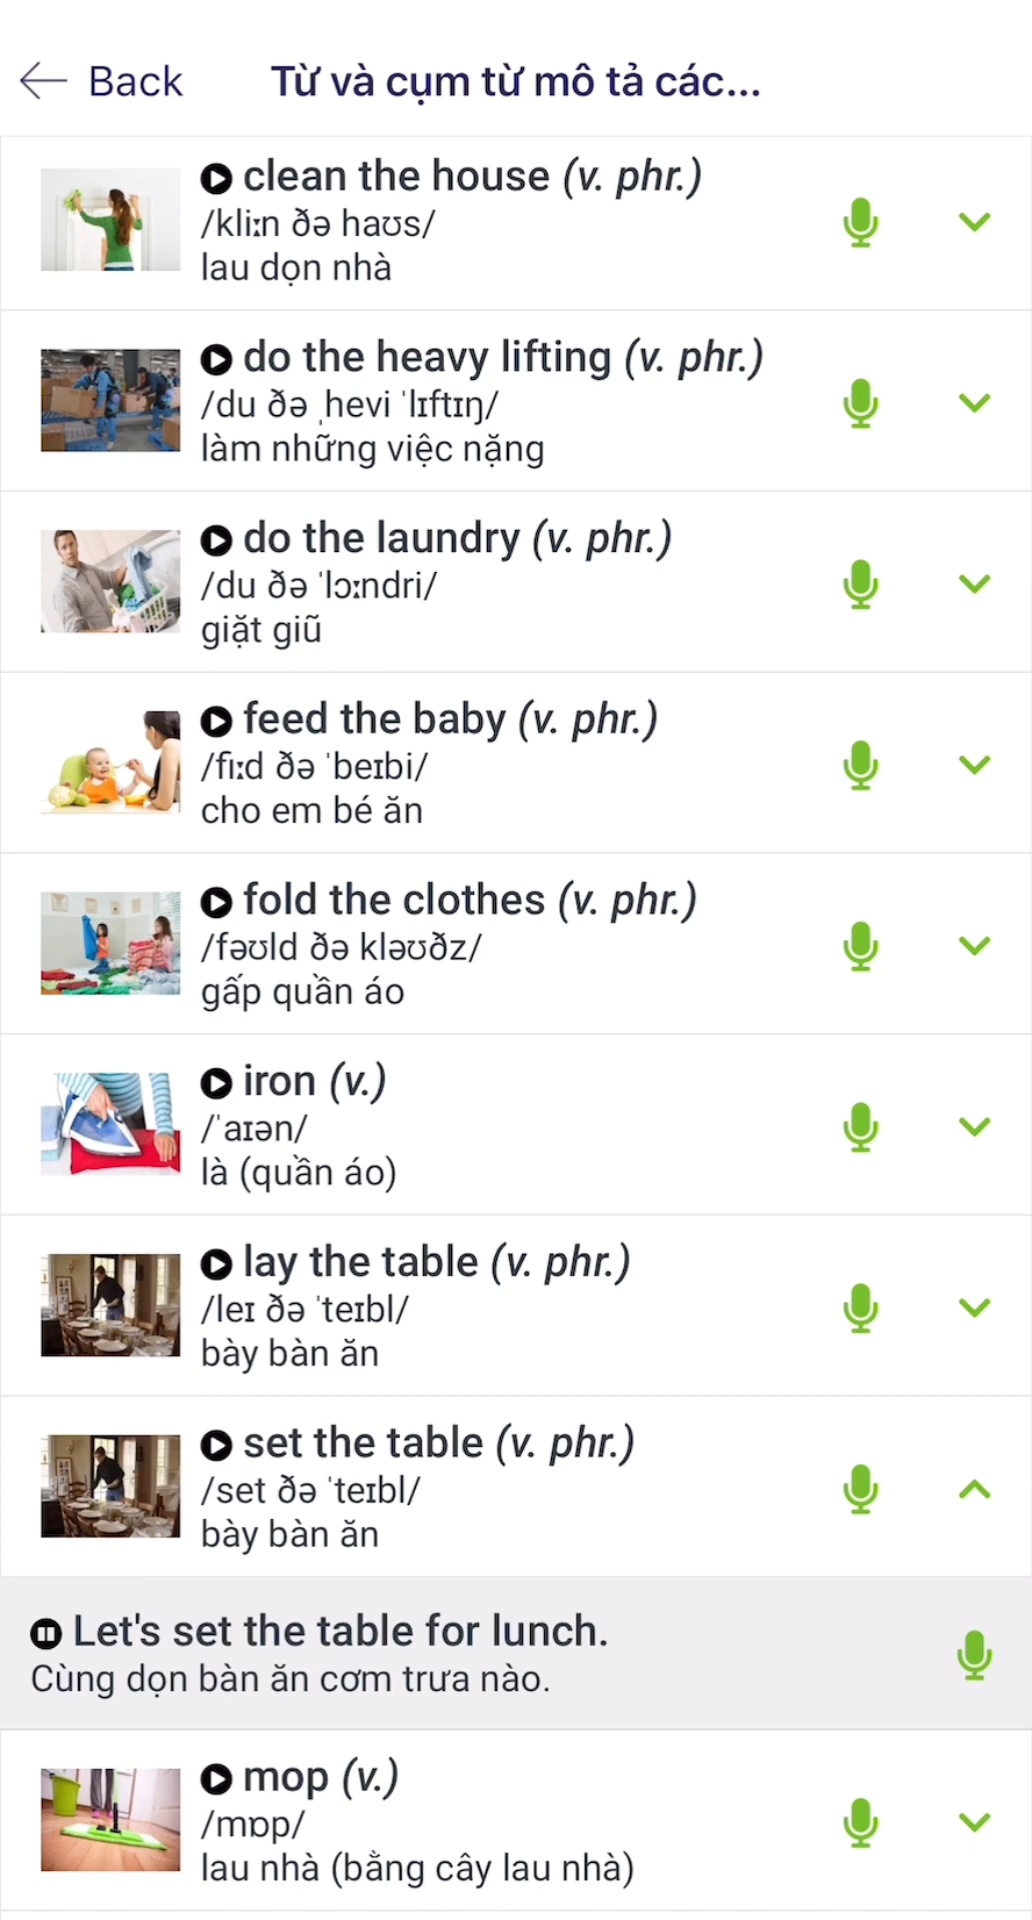 Back Từ và cụm từ mô tả các...
clean the house (v. phr.)
/kliːn ðə haʊs/
lau dọn nhà
do the heavy lifting (v. phr.)
/du ðə ˌhevi ˈlɪftɪŋ/
làm những việc nặng
do the laundry (v. phr.)
/du ðə ˈlɔːndri/
giặt giũ
feed the baby (v. phr.)
/fiːd ðə ˈbeɪbi/
cho em bé ăn
fold the clothes (v. phr.)
/fəʊld ðə kləʊðz/
gấp quần áo
iron (v.)
/ˈaɪən/
là (quần áo)
lay the table (v. phr.)
/leɪ ðə ˈteɪbl/
bày bàn ăn
set the table (v. phr.)
/set ðə ˈteɪbl/
bày bàn ăn
Let's set the table for lunch.
Cùng dọn bàn ăn cơm trưa nào.
mop (v.)
/mɒp/
lau nhà (bằng cây lau nhà)